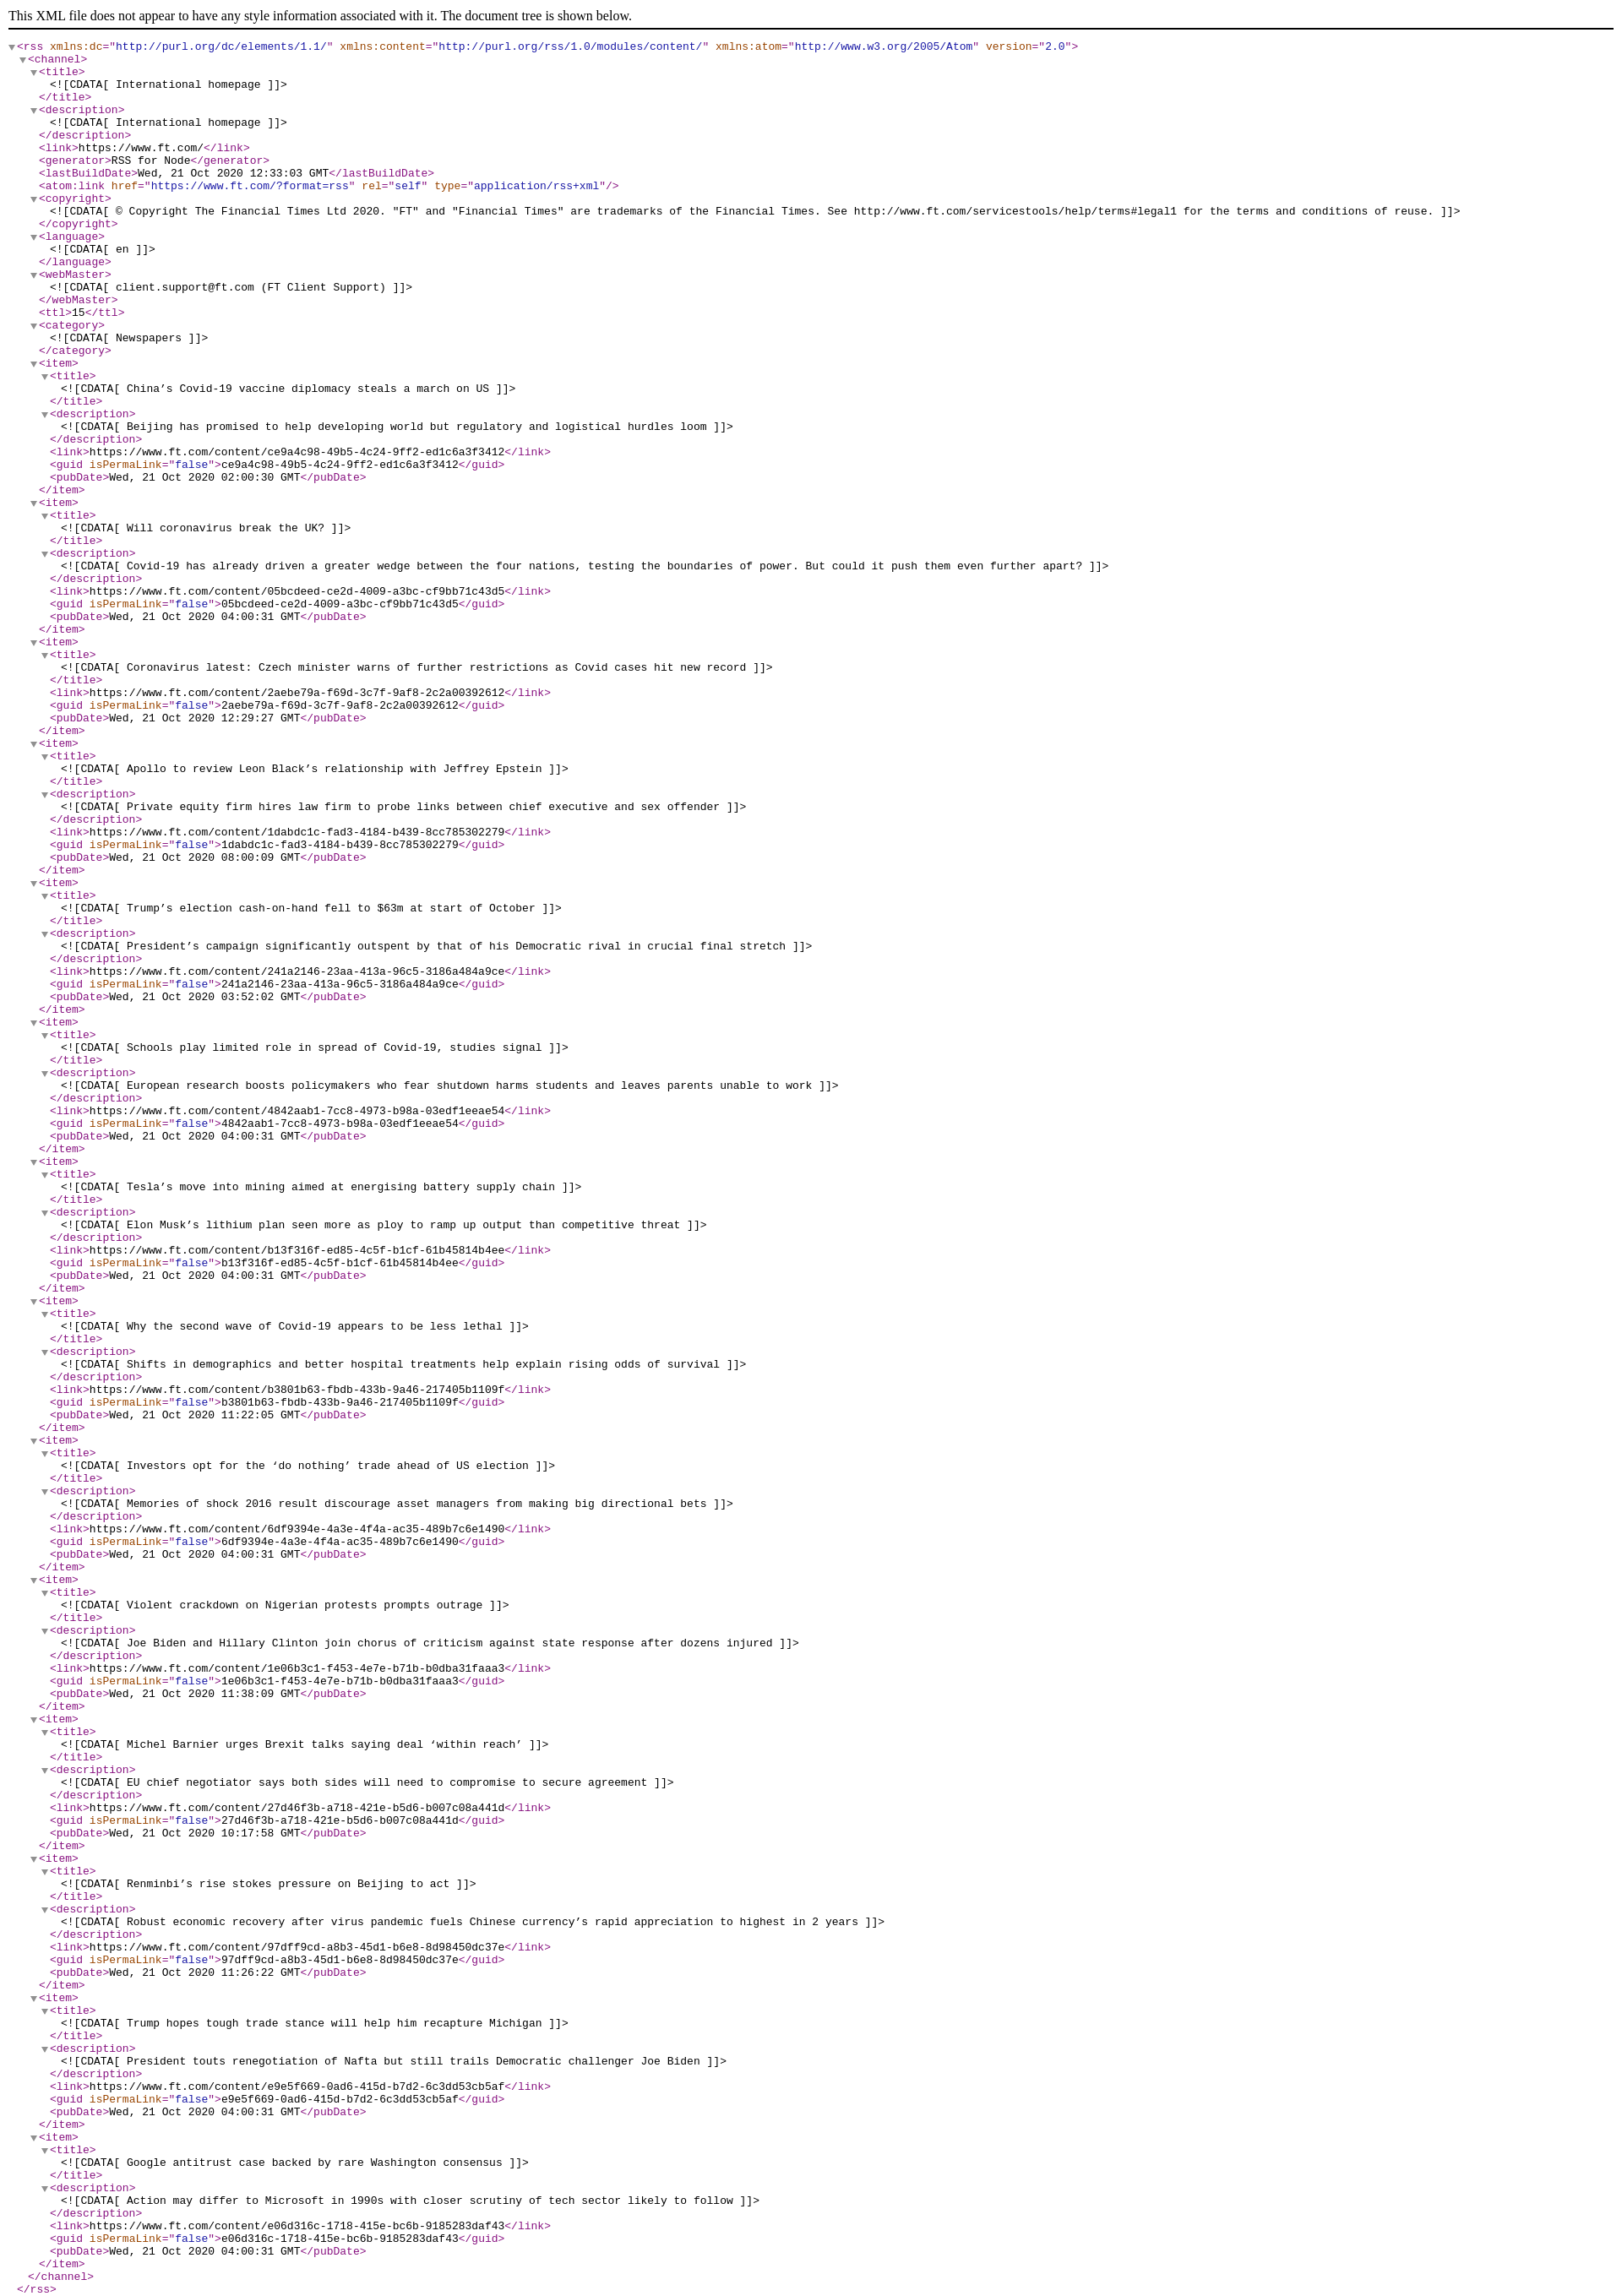 This XML file does not appear to have any style information associated with it. The document tree is shown below.
<rss xmlns:dc="http://purl.org/dc/elements/1.1/" xmlns:content="http://purl.org/rss/1.0/modules/content/" xmlns:atom="http://www.w3.org/2005/Atom" version="2.0">
<channel>
<title>
<![CDATA[ International homepage ]]>
</title>
<description>
<![CDATA[ International homepage ]]>
</description>
<link>https://www.ft.com/</link>
<generator>RSS for Node</generator>
<lastBuildDate>Wed, 21 Oct 2020 12:33:03 GMT</lastBuildDate>
<atom:link href="https://www.ft.com/?format=rss" rel="self" type="application/rss+xml"/>
<copyright>
<![CDATA[ © Copyright The Financial Times Ltd 2020. "FT" and "Financial Times" are trademarks of the Financial Times. See http://www.ft.com/servicestools/help/terms#legal1 for the terms and conditions of reuse. ]]>
</copyright>
<language>
<![CDATA[ en ]]>
</language>
<webMaster>
<![CDATA[ client.support@ft.com (FT Client Support) ]]>
</webMaster>
<ttl>15</ttl>
<category>
<![CDATA[ Newspapers ]]>
</category>
<item>
<title>
<![CDATA[ China’s Covid-19 vaccine diplomacy steals a march on US ]]>
</title>
<description>
<![CDATA[ Beijing has promised to help developing world but regulatory and logistical hurdles loom ]]>
</description>
<link>https://www.ft.com/content/ce9a4c98-49b5-4c24-9ff2-ed1c6a3f3412</link>
<guid isPermaLink="false">ce9a4c98-49b5-4c24-9ff2-ed1c6a3f3412</guid>
<pubDate>Wed, 21 Oct 2020 02:00:30 GMT</pubDate>
</item>
<item>
<title>
<![CDATA[ Will coronavirus break the UK? ]]>
</title>
<description>
<![CDATA[ Covid-19 has already driven a greater wedge between the four nations, testing the boundaries of power. But could it push them even further apart? ]]>
</description>
<link>https://www.ft.com/content/05bcdeed-ce2d-4009-a3bc-cf9bb71c43d5</link>
<guid isPermaLink="false">05bcdeed-ce2d-4009-a3bc-cf9bb71c43d5</guid>
<pubDate>Wed, 21 Oct 2020 04:00:31 GMT</pubDate>
</item>
<item>
<title>
<![CDATA[ Coronavirus latest: Czech minister warns of further restrictions as Covid cases hit new record ]]>
</title>
<link>https://www.ft.com/content/2aebe79a-f69d-3c7f-9af8-2c2a00392612</link>
<guid isPermaLink="false">2aebe79a-f69d-3c7f-9af8-2c2a00392612</guid>
<pubDate>Wed, 21 Oct 2020 12:29:27 GMT</pubDate>
</item>
<item>
<title>
<![CDATA[ Apollo to review Leon Black’s relationship with Jeffrey Epstein ]]>
</title>
<description>
<![CDATA[ Private equity firm hires law firm to probe links between chief executive and sex offender ]]>
</description>
<link>https://www.ft.com/content/1dabdc1c-fad3-4184-b439-8cc785302279</link>
<guid isPermaLink="false">1dabdc1c-fad3-4184-b439-8cc785302279</guid>
<pubDate>Wed, 21 Oct 2020 08:00:09 GMT</pubDate>
</item>
<item>
<title>
<![CDATA[ Trump’s election cash-on-hand fell to $63m at start of October ]]>
</title>
<description>
<![CDATA[ President’s campaign significantly outspent by that of his Democratic rival in crucial final stretch ]]>
</description>
<link>https://www.ft.com/content/241a2146-23aa-413a-96c5-3186a484a9ce</link>
<guid isPermaLink="false">241a2146-23aa-413a-96c5-3186a484a9ce</guid>
<pubDate>Wed, 21 Oct 2020 03:52:02 GMT</pubDate>
</item>
<item>
<title>
<![CDATA[ Schools play limited role in spread of Covid-19, studies signal ]]>
</title>
<description>
<![CDATA[ European research boosts policymakers who fear shutdown harms students and leaves parents unable to work ]]>
</description>
<link>https://www.ft.com/content/4842aab1-7cc8-4973-b98a-03edf1eeae54</link>
<guid isPermaLink="false">4842aab1-7cc8-4973-b98a-03edf1eeae54</guid>
<pubDate>Wed, 21 Oct 2020 04:00:31 GMT</pubDate>
</item>
<item>
<title>
<![CDATA[ Tesla’s move into mining aimed at energising battery supply chain ]]>
</title>
<description>
<![CDATA[ Elon Musk’s lithium plan seen more as ploy to ramp up output than competitive threat ]]>
</description>
<link>https://www.ft.com/content/b13f316f-ed85-4c5f-b1cf-61b45814b4ee</link>
<guid isPermaLink="false">b13f316f-ed85-4c5f-b1cf-61b45814b4ee</guid>
<pubDate>Wed, 21 Oct 2020 04:00:31 GMT</pubDate>
</item>
<item>
<title>
<![CDATA[ Why the second wave of Covid-19 appears to be less lethal ]]>
</title>
<description>
<![CDATA[ Shifts in demographics and better hospital treatments help explain rising odds of survival ]]>
</description>
<link>https://www.ft.com/content/b3801b63-fbdb-433b-9a46-217405b1109f</link>
<guid isPermaLink="false">b3801b63-fbdb-433b-9a46-217405b1109f</guid>
<pubDate>Wed, 21 Oct 2020 11:22:05 GMT</pubDate>
</item>
<item>
<title>
<![CDATA[ Investors opt for the ‘do nothing’ trade ahead of US election ]]>
</title>
<description>
<![CDATA[ Memories of shock 2016 result discourage asset managers from making big directional bets ]]>
</description>
<link>https://www.ft.com/content/6df9394e-4a3e-4f4a-ac35-489b7c6e1490</link>
<guid isPermaLink="false">6df9394e-4a3e-4f4a-ac35-489b7c6e1490</guid>
<pubDate>Wed, 21 Oct 2020 04:00:31 GMT</pubDate>
</item>
<item>
<title>
<![CDATA[ Violent crackdown on Nigerian protests prompts outrage ]]>
</title>
<description>
<![CDATA[ Joe Biden and Hillary Clinton join chorus of criticism against state response after dozens injured ]]>
</description>
<link>https://www.ft.com/content/1e06b3c1-f453-4e7e-b71b-b0dba31faaa3</link>
<guid isPermaLink="false">1e06b3c1-f453-4e7e-b71b-b0dba31faaa3</guid>
<pubDate>Wed, 21 Oct 2020 11:38:09 GMT</pubDate>
</item>
<item>
<title>
<![CDATA[ Michel Barnier urges Brexit talks saying deal ‘within reach’ ]]>
</title>
<description>
<![CDATA[ EU chief negotiator says both sides will need to compromise to secure agreement ]]>
</description>
<link>https://www.ft.com/content/27d46f3b-a718-421e-b5d6-b007c08a441d</link>
<guid isPermaLink="false">27d46f3b-a718-421e-b5d6-b007c08a441d</guid>
<pubDate>Wed, 21 Oct 2020 10:17:58 GMT</pubDate>
</item>
<item>
<title>
<![CDATA[ Renminbi’s rise stokes pressure on Beijing to act ]]>
</title>
<description>
<![CDATA[ Robust economic recovery after virus pandemic fuels Chinese currency’s rapid appreciation to highest in 2 years ]]>
</description>
<link>https://www.ft.com/content/97dff9cd-a8b3-45d1-b6e8-8d98450dc37e</link>
<guid isPermaLink="false">97dff9cd-a8b3-45d1-b6e8-8d98450dc37e</guid>
<pubDate>Wed, 21 Oct 2020 11:26:22 GMT</pubDate>
</item>
<item>
<title>
<![CDATA[ Trump hopes tough trade stance will help him recapture Michigan ]]>
</title>
<description>
<![CDATA[ President touts renegotiation of Nafta but still trails Democratic challenger Joe Biden ]]>
</description>
<link>https://www.ft.com/content/e9e5f669-0ad6-415d-b7d2-6c3dd53cb5af</link>
<guid isPermaLink="false">e9e5f669-0ad6-415d-b7d2-6c3dd53cb5af</guid>
<pubDate>Wed, 21 Oct 2020 04:00:31 GMT</pubDate>
</item>
<item>
<title>
<![CDATA[ Google antitrust case backed by rare Washington consensus ]]>
</title>
<description>
<![CDATA[ Action may differ to Microsoft in 1990s with closer scrutiny of tech sector likely to follow ]]>
</description>
<link>https://www.ft.com/content/e06d316c-1718-415e-bc6b-9185283daf43</link>
<guid isPermaLink="false">e06d316c-1718-415e-bc6b-9185283daf43</guid>
<pubDate>Wed, 21 Oct 2020 04:00:31 GMT</pubDate>
</item>
</channel>
</rss>